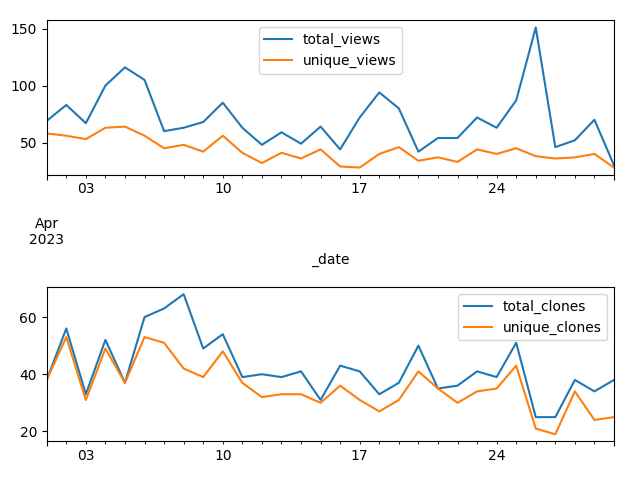 150
100
50
total_views
unique_views
03 10 17 24
Apr
2023
_date
60
40
20
total_clones
unique_clones
03 10 17 24